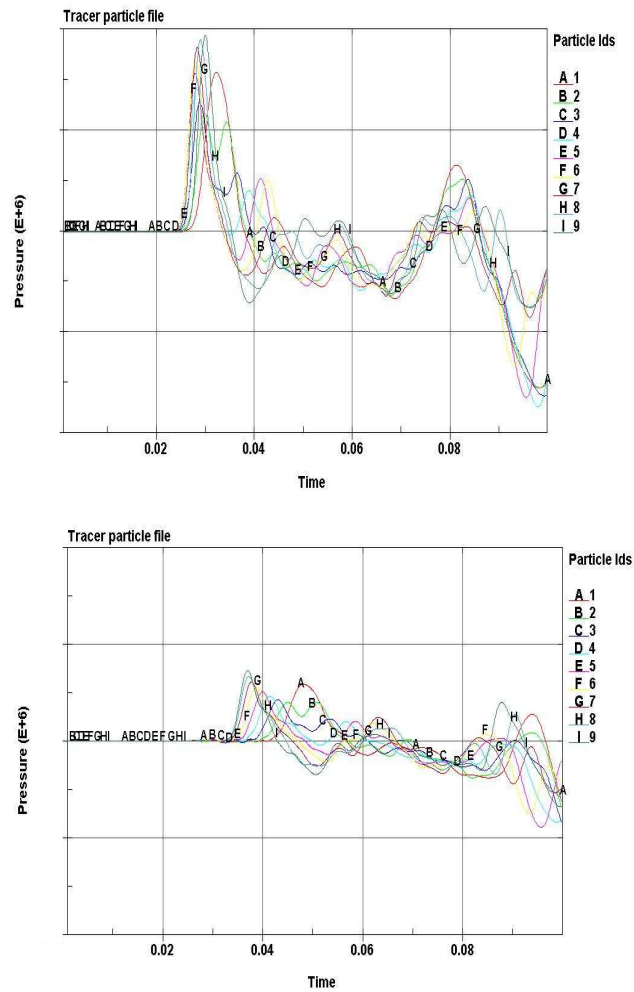 Tracer particle file
Particle Ids
A 1
B 2
C 3
D 4
E 5
F 6
G 7
H 8
I 9
Pressure (E+6)
0.02 0.04 0.06 0.08
Time
Tracer particle file
Particle Ids
A 1
B 2
C 3
D 4
E 5
F 6
G 7
H 8
I 9
Pressure (E+6)
0.02 0.04 0.06 0.08
Time